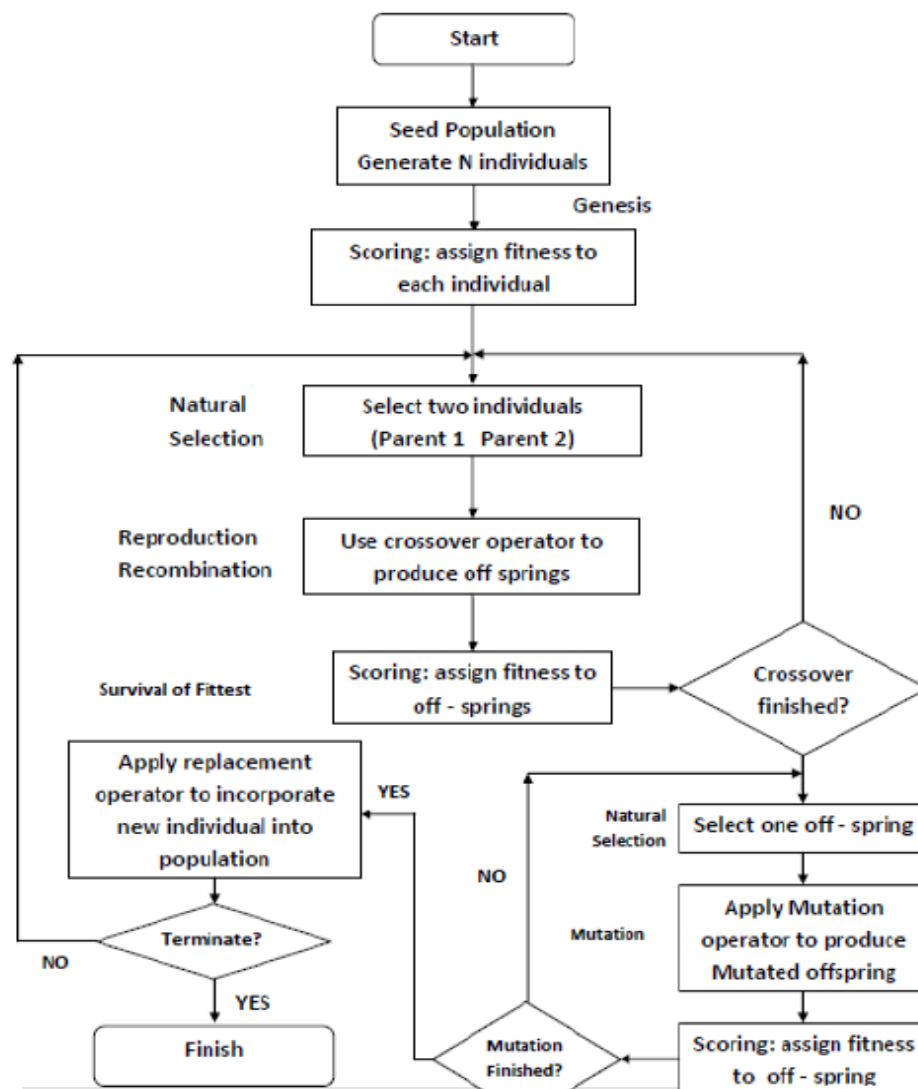 Start
Seed Population
Generate N individuals
Genesis
Scoring: assign fitness to
each individual
Natural
Selection
Select two individuals
(Parent 1 Parent 2)
NO
Reproduction
Recombination
Use crossover operator to
produce off springs
Survival of Fittest
Scoring: assign fitness to
off - springs
Crossover
finished?
Apply replacement
operator to incorporate
new individual into
population
YES
NO
Natural
Selection
Select one off - spring
Mutation
Apply Mutation
operator to produce
Mutated offspring
Terminate?
NO
YES
Finish
Mutation
Finished?
Scoring: assign fitness
to off - spring